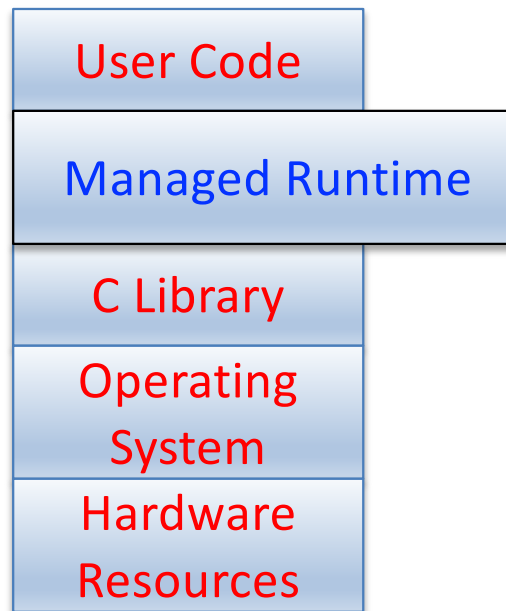 User Code
Managed Runtime
C Library
Operating
System
Hardware
Resources